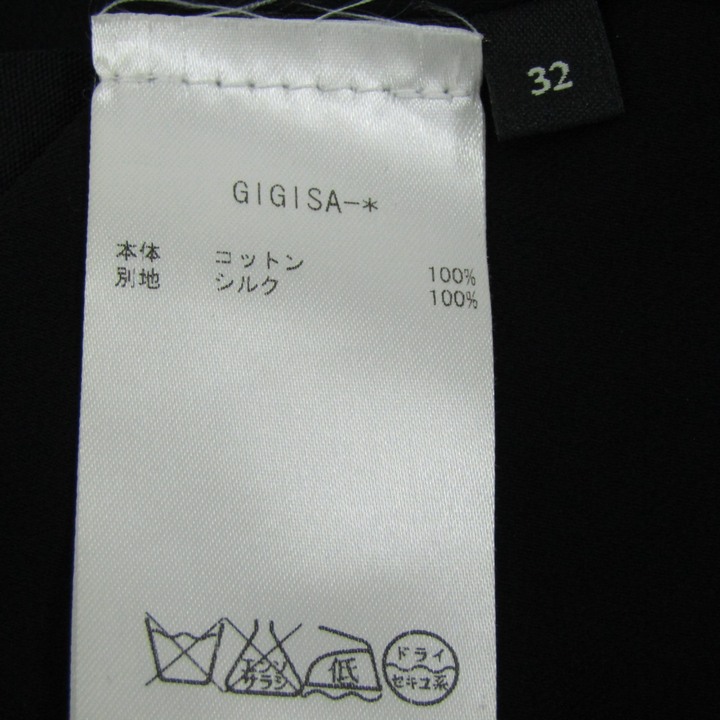 32
GIGISA-*
本体 コットン 100%
別地 シルク 100%
エンソ
サラシ
低
ドライ
セキユ系